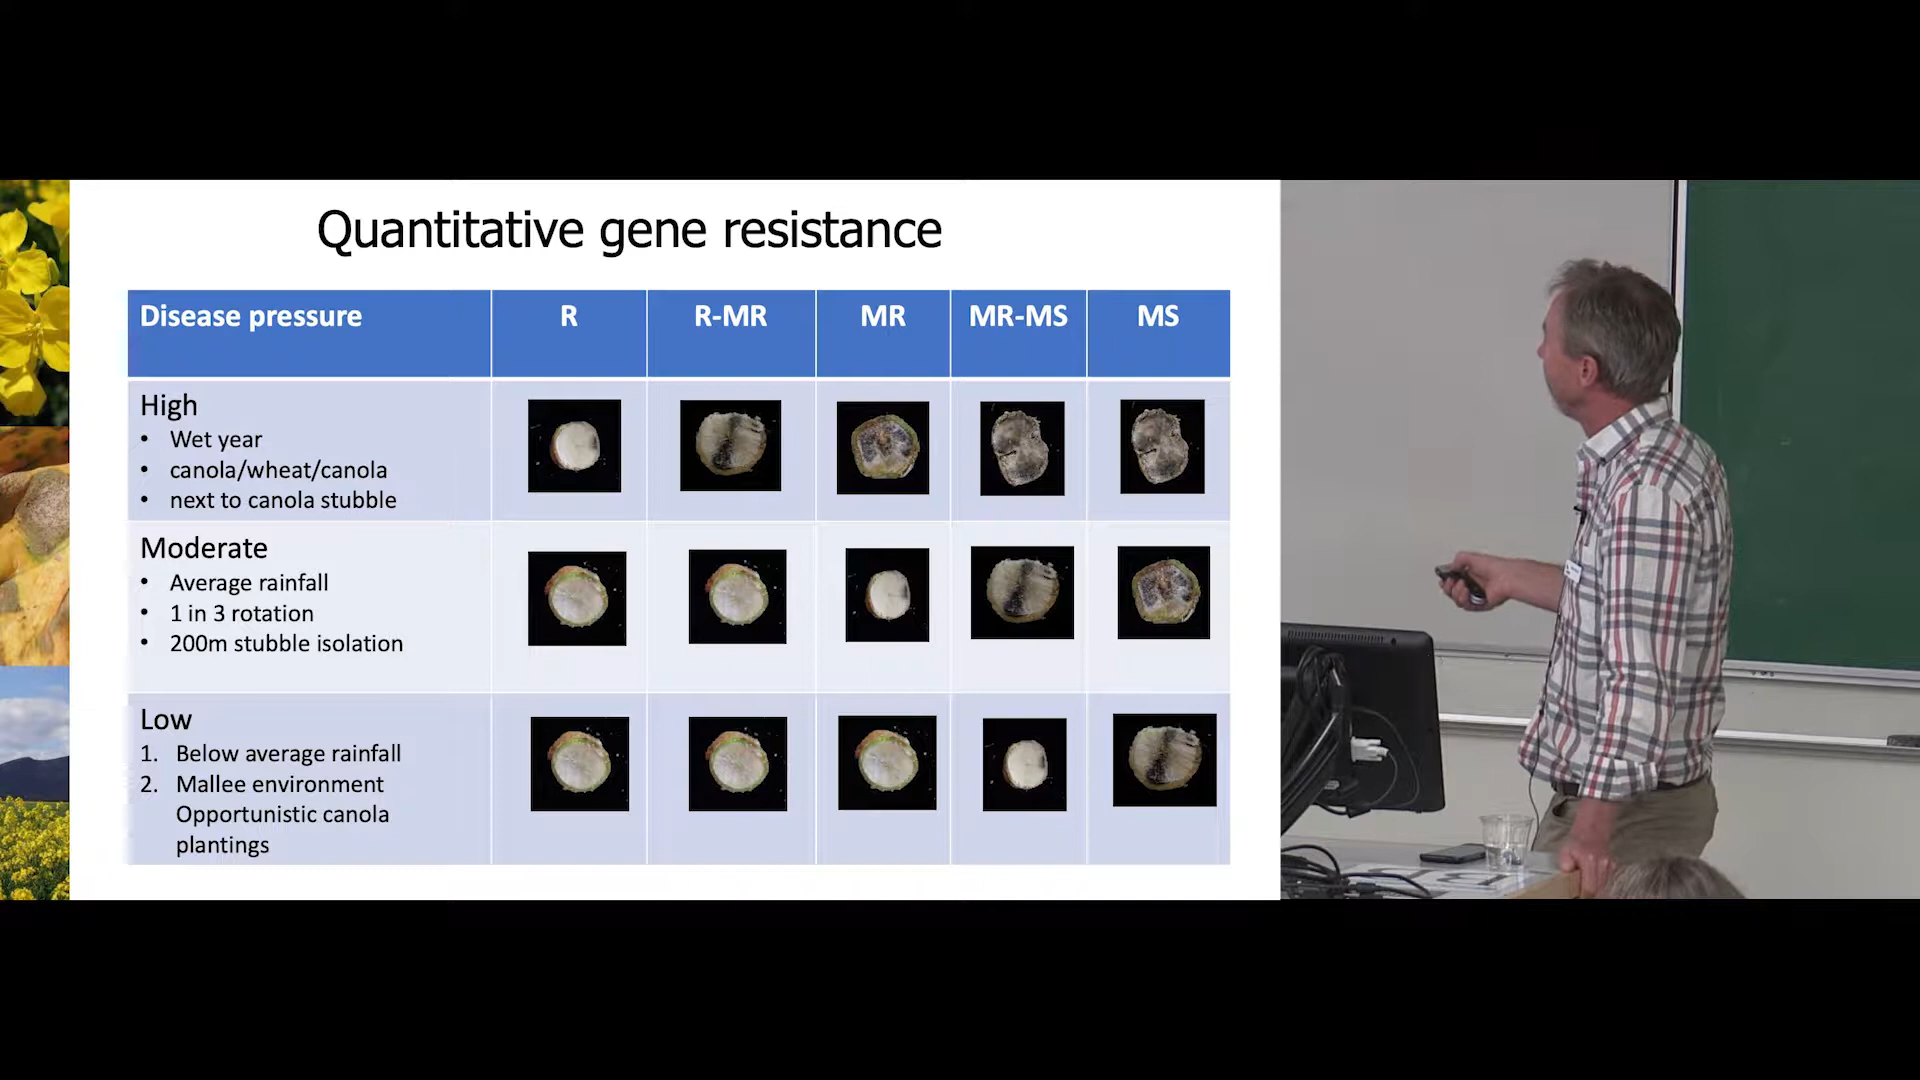 Quantitative gene resistance
Disease pressure R R-MR MR MR-MS MS
High
• Wet year
• canola/wheat/canola
• next to canola stubble
Moderate
• Average rainfall
• 1 in 3 rotation
• 200m stubble isolation
Low
1. Below average rainfall
2. Mallee environment
Opportunistic canola
plantings